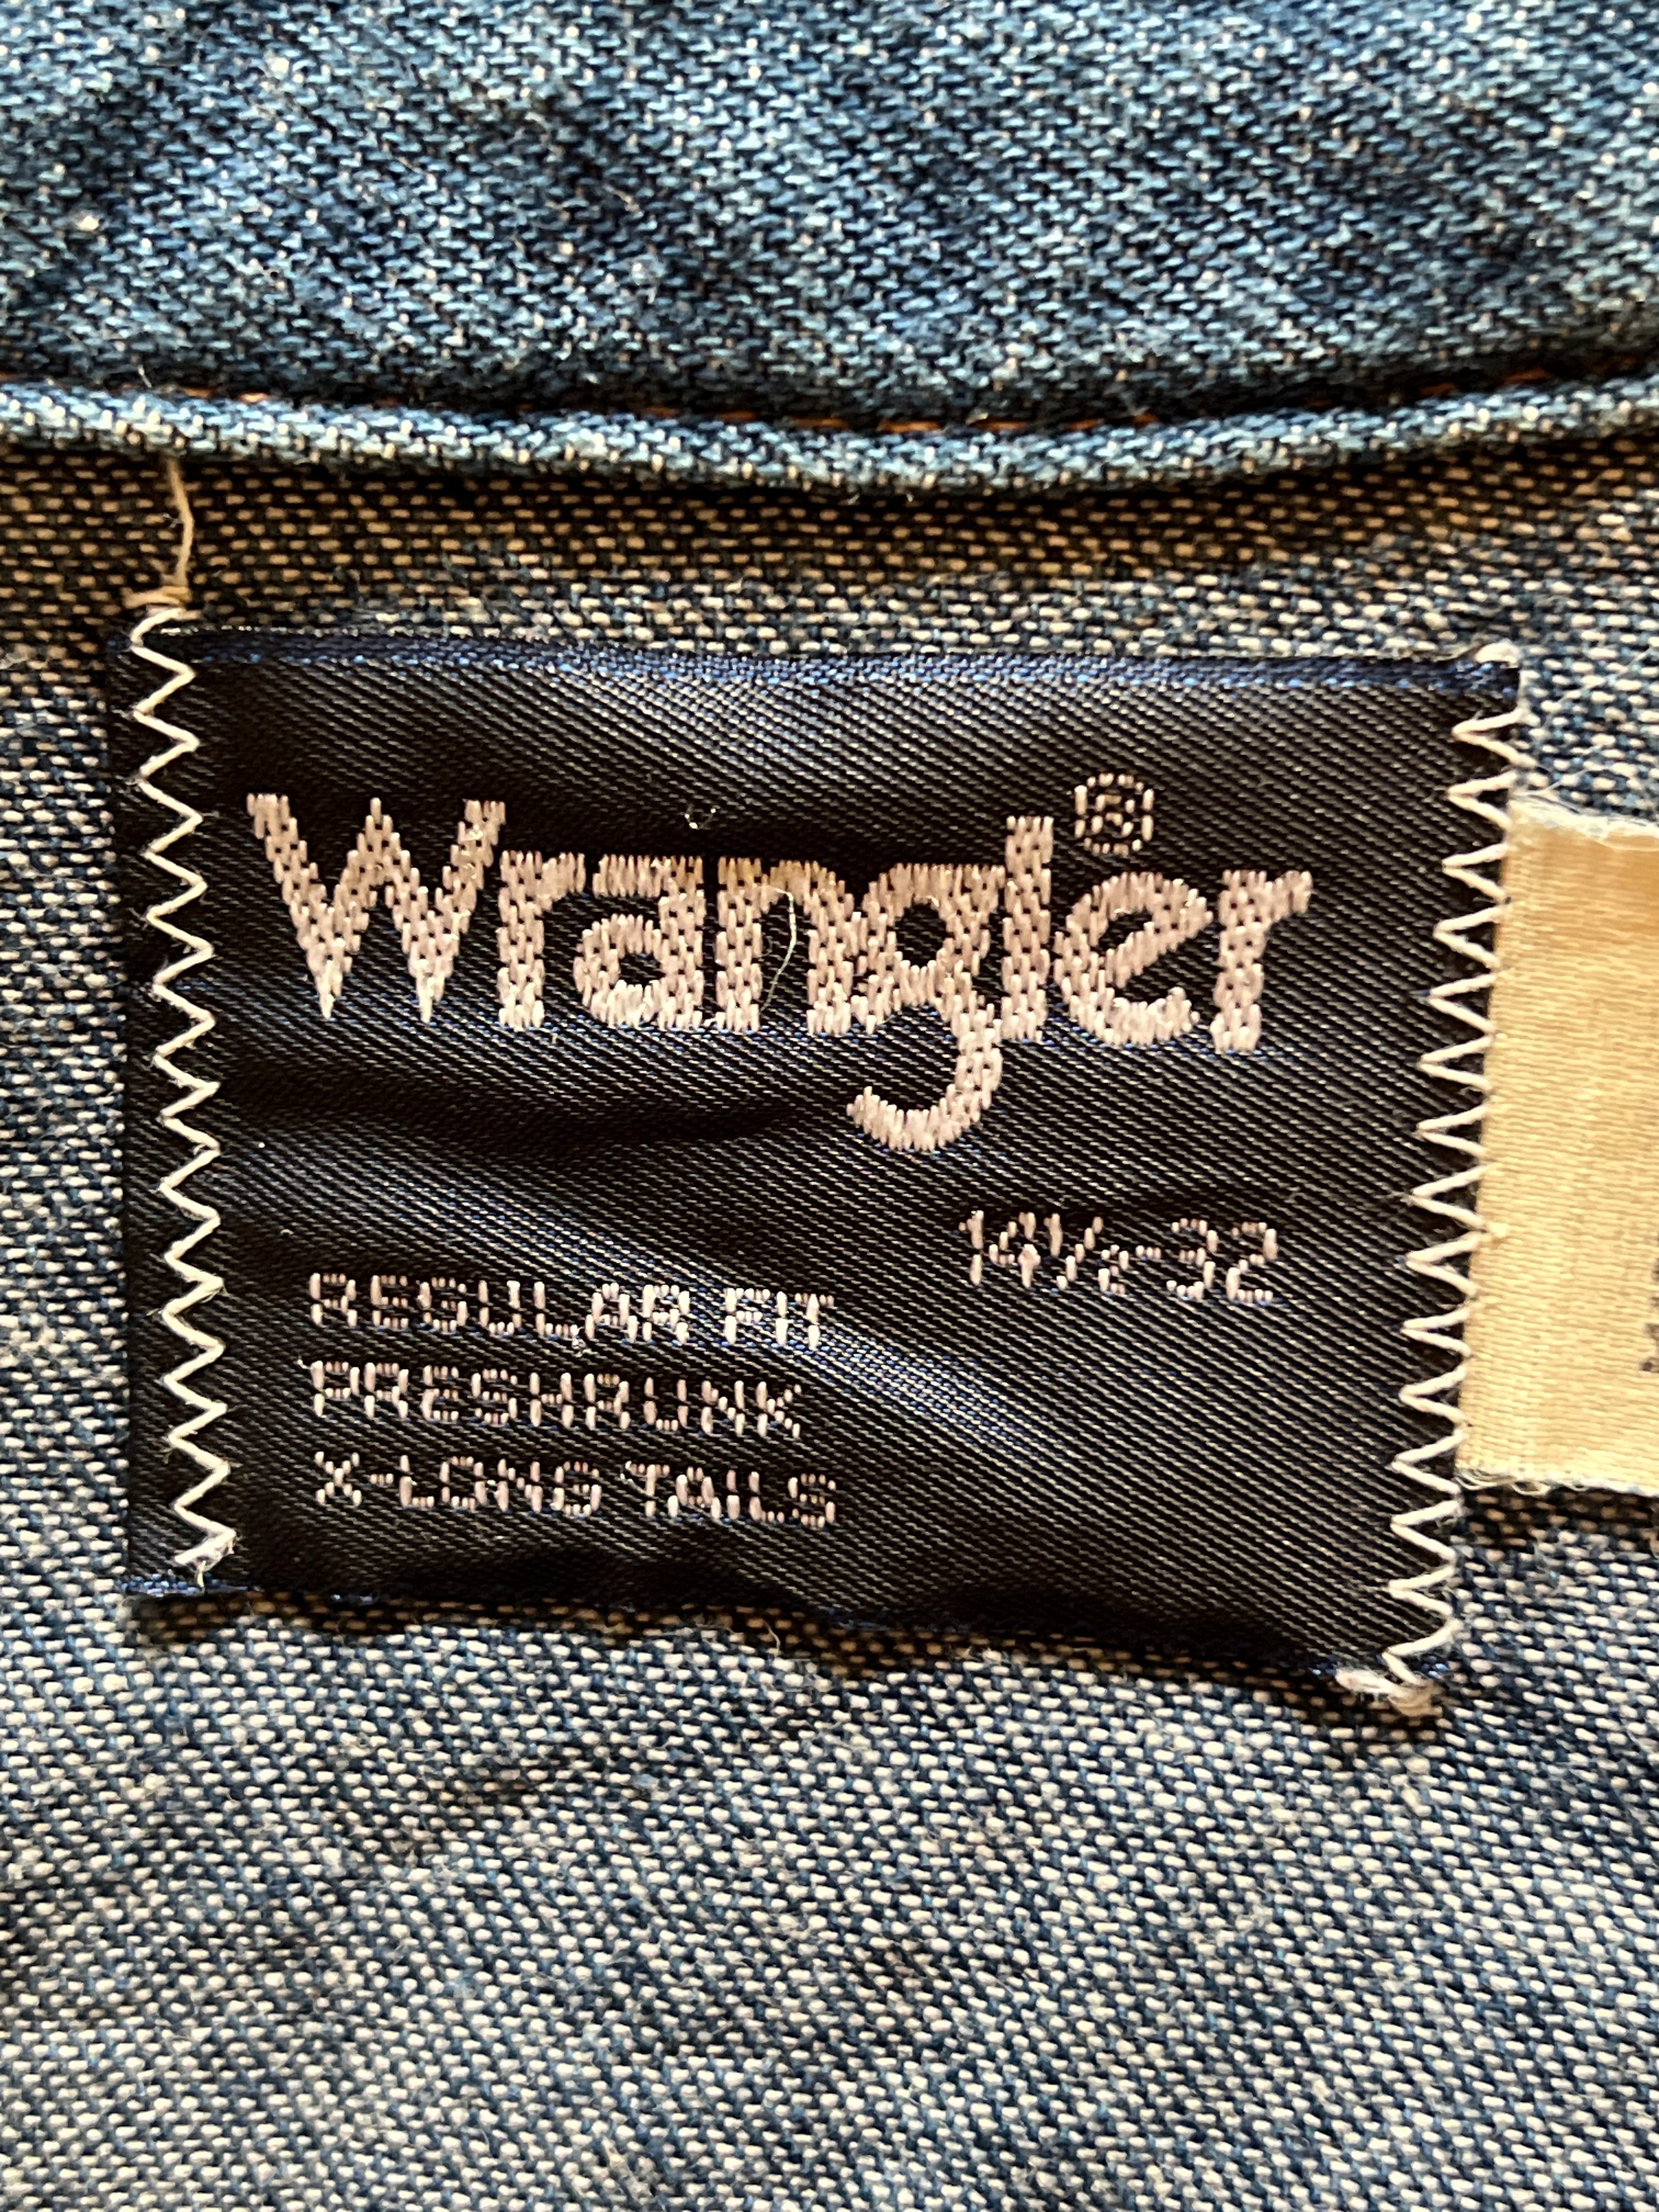 Wrangler®
14½-32
REGULAR FIT
PRESHRUNK
X-LONG TAILS